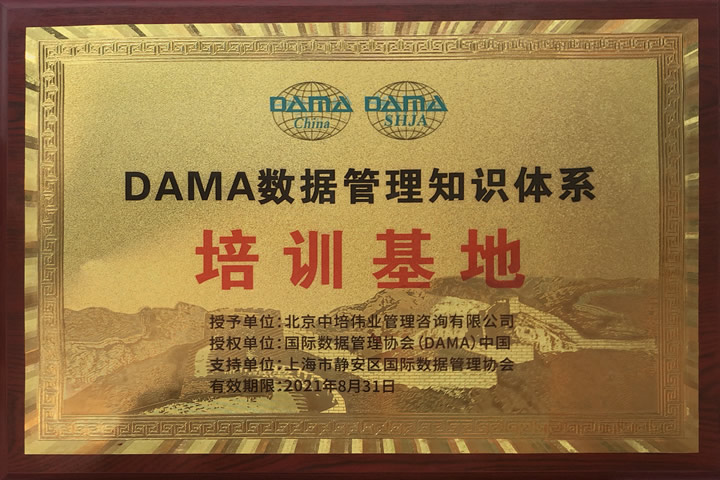 DAMA DAMA
China SHJA
DAMA数据管理知识体系
培训基地
授予单位：北京中培伟业管理咨询有限公司
授权单位：国际数据管理协会（DAMA）中国
支持单位：上海市静安区国际数据管理协会
有效期限：2021年8月31日